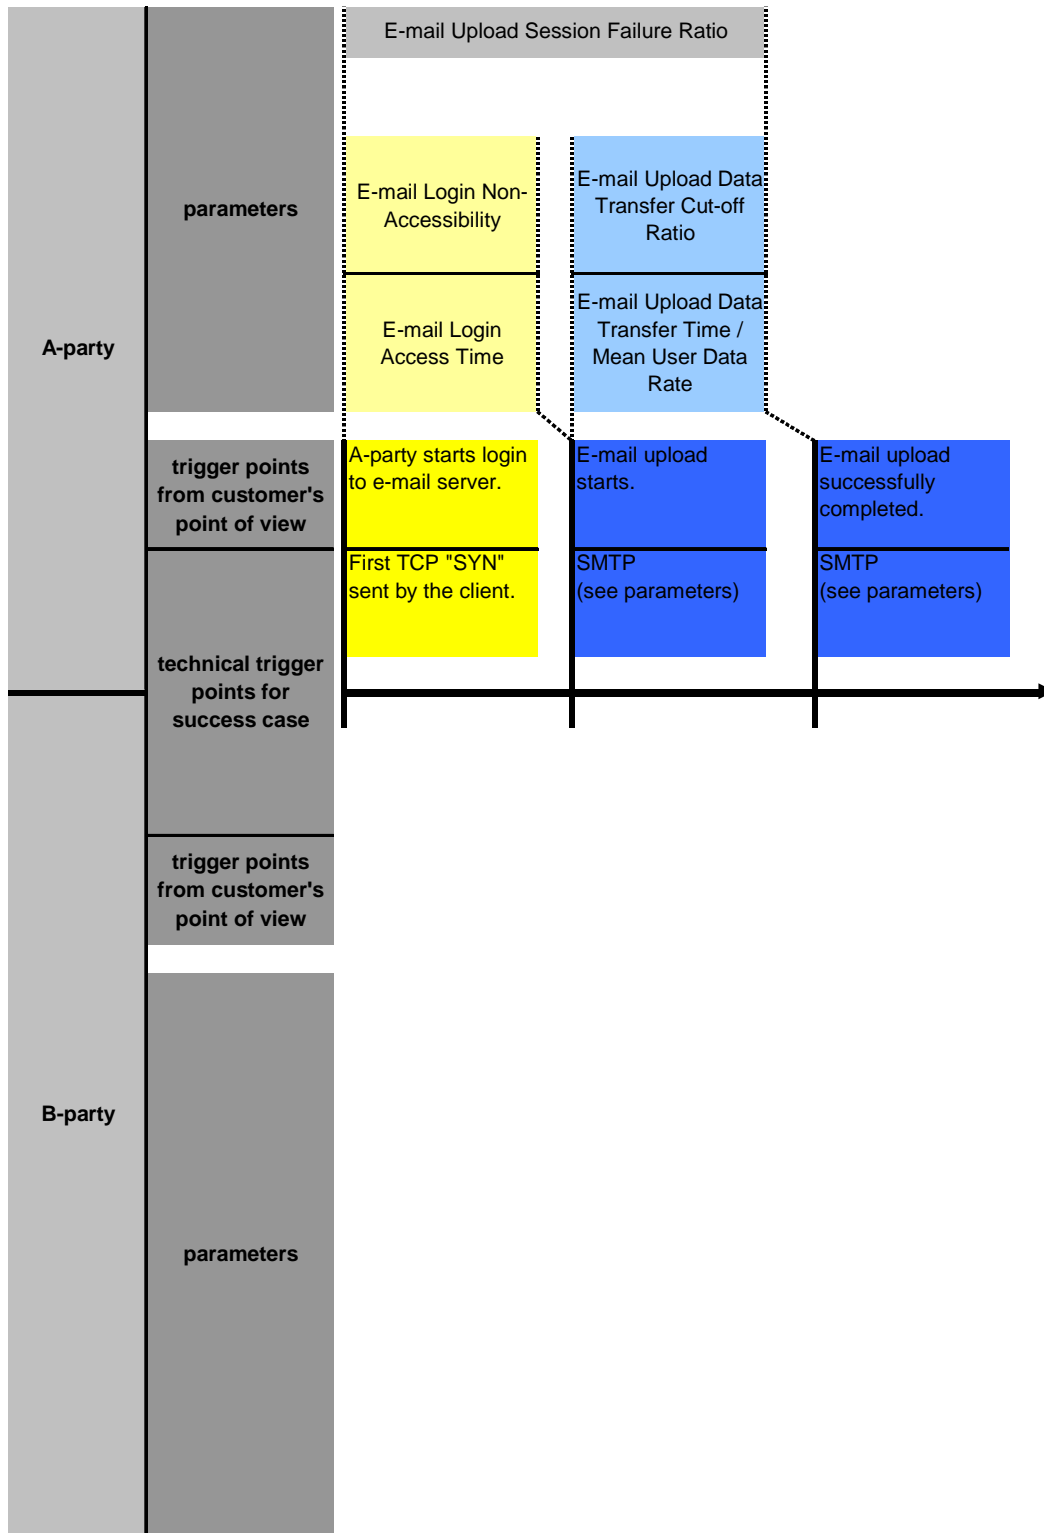 E-mail Upload Session Failure Ratio
parameters
E-mail Login Non-
Accessibility
E-mail Upload Data
Transfer Cut-off
Ratio
A-party
E-mail Login
Access Time
E-mail Upload Data
Transfer Time /
Mean User Data
Rate
trigger points
from customer's
point of view
A-party starts login
to e-mail server.
E-mail upload
starts.
E-mail upload
successfully
completed.
technical trigger
points for
success case
First TCP "SYN"
sent by the client.
SMTP
(see parameters)
SMTP
(see parameters)
trigger points
from customer's
point of view
B-party
parameters